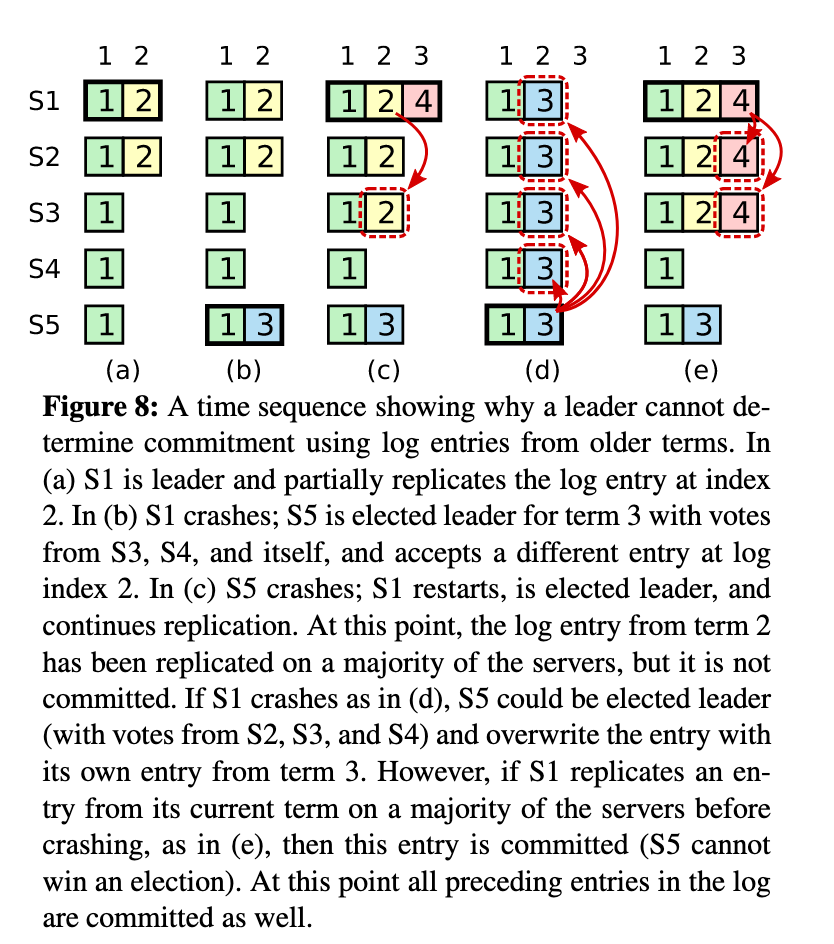 1 2 1 2 1 2 3 1 2 3 1 2 3
S1 1 2 1 2 1 2 4 1 3 1 2 4
S2 1 2 1 2 1 2 1 3 1 2 4
S3 1 1 1 2 1 3 1 2 4
S4 1 1 1 1 3 1
S5 1 1 3 1 3 1 3 1 3
(a) (b) (c) (d) (e)
Figure 8: A time sequence showing why a leader cannot de-
termine commitment using log entries from older terms. In
(a) S1 is leader and partially replicates the log entry at index
2. In (b) S1 crashes; S5 is elected leader for term 3 with votes
from S3, S4, and itself, and accepts a different entry at log
index 2. In (c) S5 crashes; S1 restarts, is elected leader, and
continues replication. At this point, the log entry from term 2
has been replicated on a majority of the servers, but it is not
committed. If S1 crashes as in (d), S5 could be elected leader
(with votes from S2, S3, and S4) and overwrite the entry with
its own entry from term 3. However, if S1 replicates an en-
try from its current term on a majority of the servers before
crashing, as in (e), then this entry is committed (S5 cannot
win an election). At this point all preceding entries in the log
are committed as well.